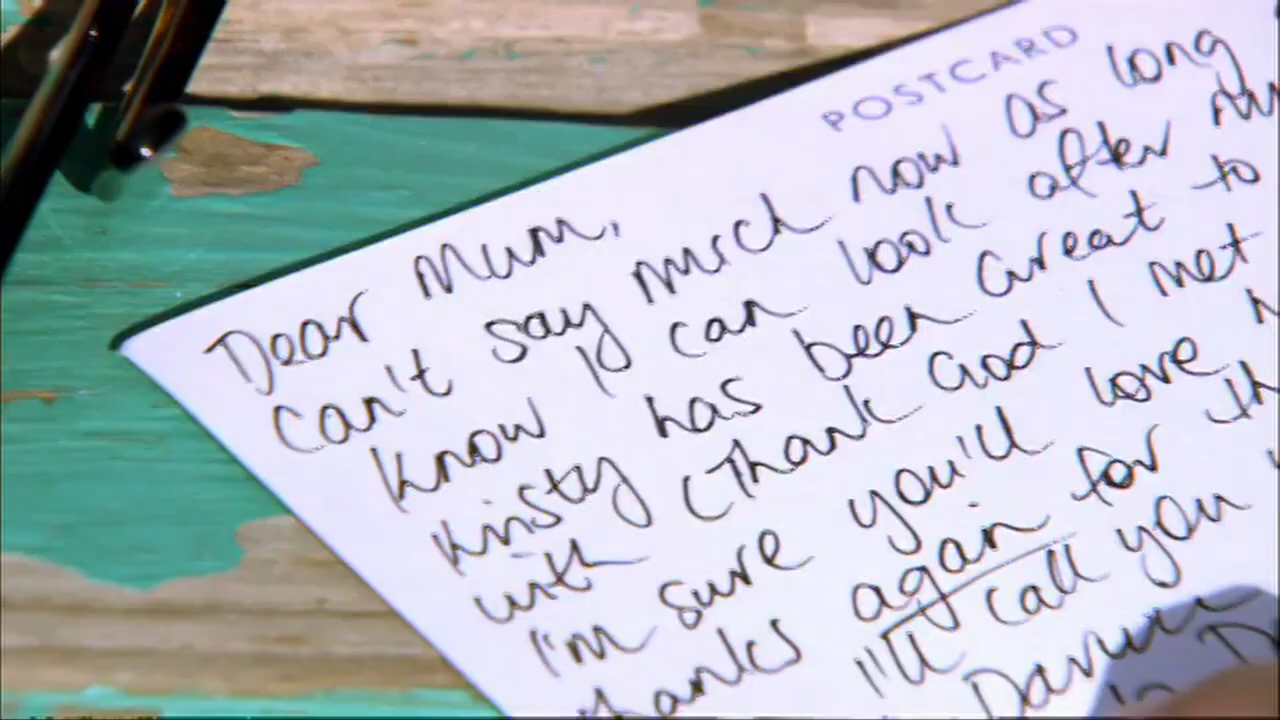 POSTCARD
Dear Mum,
Can't say much now as long
know I can look after
Kirsty has been great to
with (Thank God I met
I'm sure you'll love
thanks again for th
I'll call you